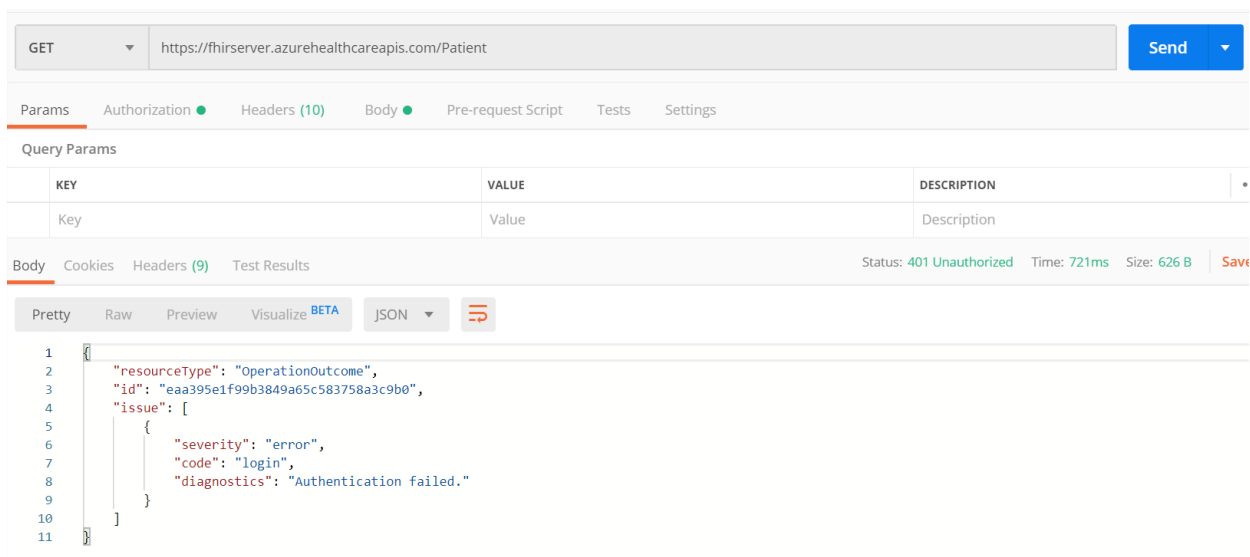 GET https://fhirserver.azurehealthcareapis.com/Patient Send
Params Authorization Headers (10) Body Pre-request Script Tests Settings
Query Params
KEY VALUE DESCRIPTION
Key Value Description
Body Cookies Headers (9) Test Results Status: 401 Unauthorized Time: 721ms Size: 626 B Save
Pretty Raw Preview Visualize BETA JSON
1 {
2 "resourceType": "OperationOutcome",
3 "id": "eaa395e1f99b3849a65c583758a3c9b0",
4 "issue": [
5 {
6 "severity": "error",
7 "code": "login",
8 "diagnostics": "Authentication failed."
9 }
10 ]
11 }